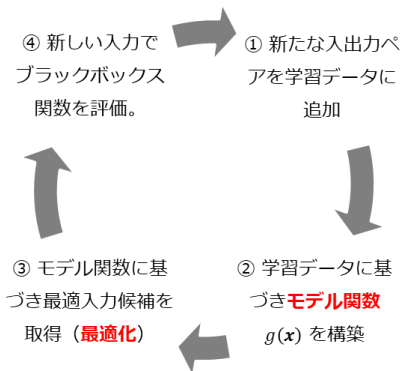 ① 新たな入出力ペ
アを学習データに
追加
② 学習データに基
づきモデル関数
g(x) を構築
③ モデル関数に基
づき最適入力候補を
取得（最適化）
④ 新しい入力で
ブラックボックス
関数を評価。